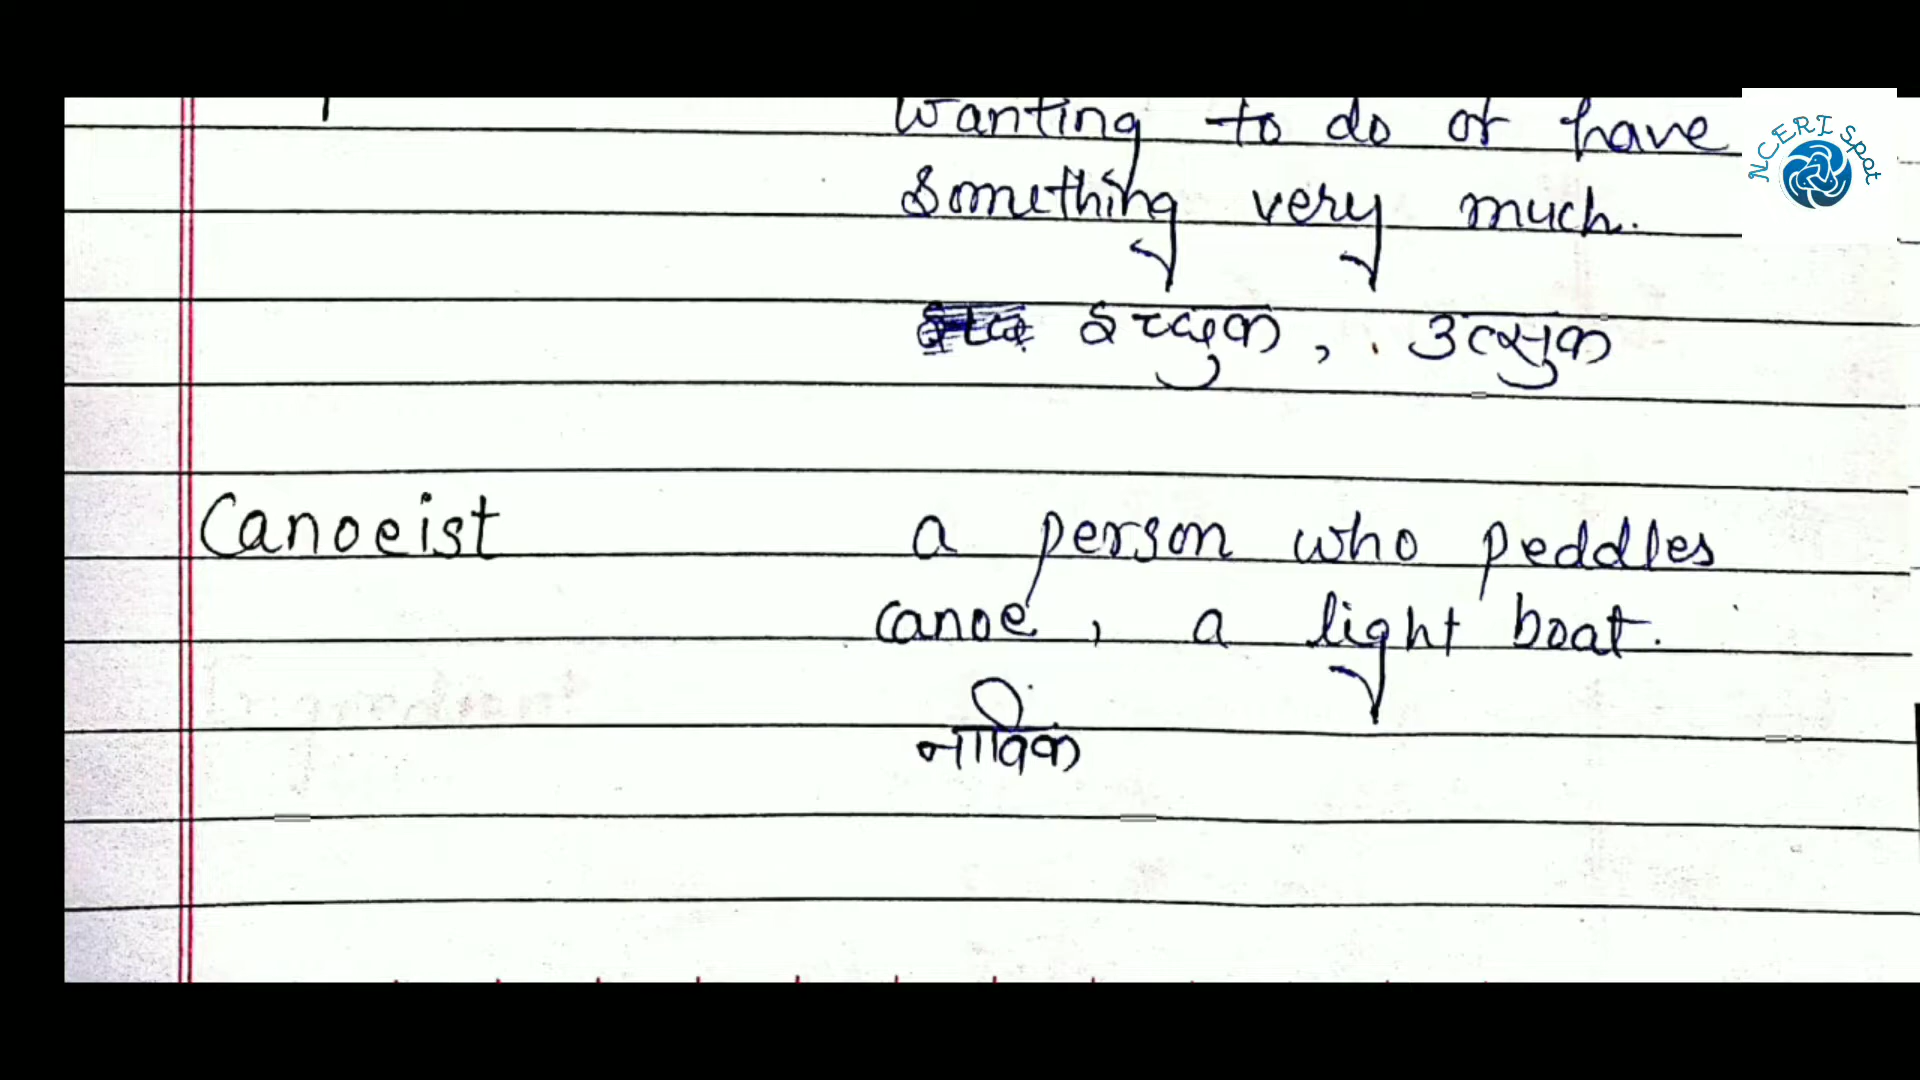 wanting to do or have
something very much.
इच्छुक, उत्सुक
Canoeist a person who peddles
canoe, a light boat.
नाविक
NCERT Spot